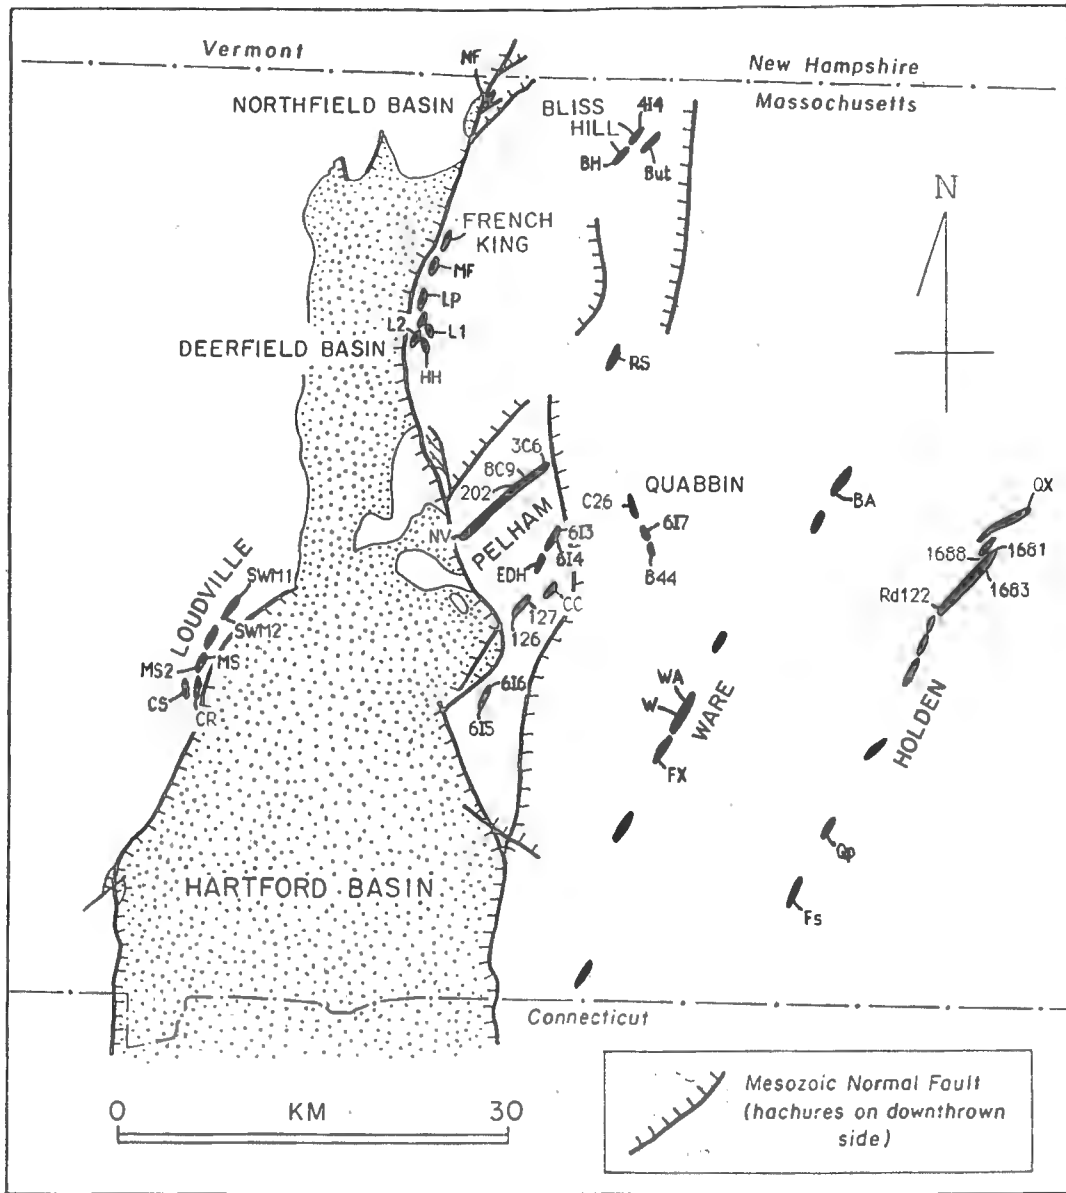 Vermont
New Hampshire
Massachusetts
NF
NORTHFIELD BASIN
BLISS
HILL
4I4
BH
But
N
FRENCH
KING
MF
LP
L2
L1
DEERFIELD BASIN
HH
RS
3C6
8C9
202
QUABBIN
C26
BA
QX
NV
PELHAM
6I3
6I7
6I4
EDH
B44
1688
1681
1683
Rd122
CC
127
126
LOUDVILLE
SWM1
SWM2
MS2
MS
CS
CR
6I6
6I5
WA
W
WARE
FX
HOLDEN
Qp
Fs
HARTFORD BASIN
Connecticut
0 KM 30
Mesozoic Normal Fault
(hachures on downthrown
side)